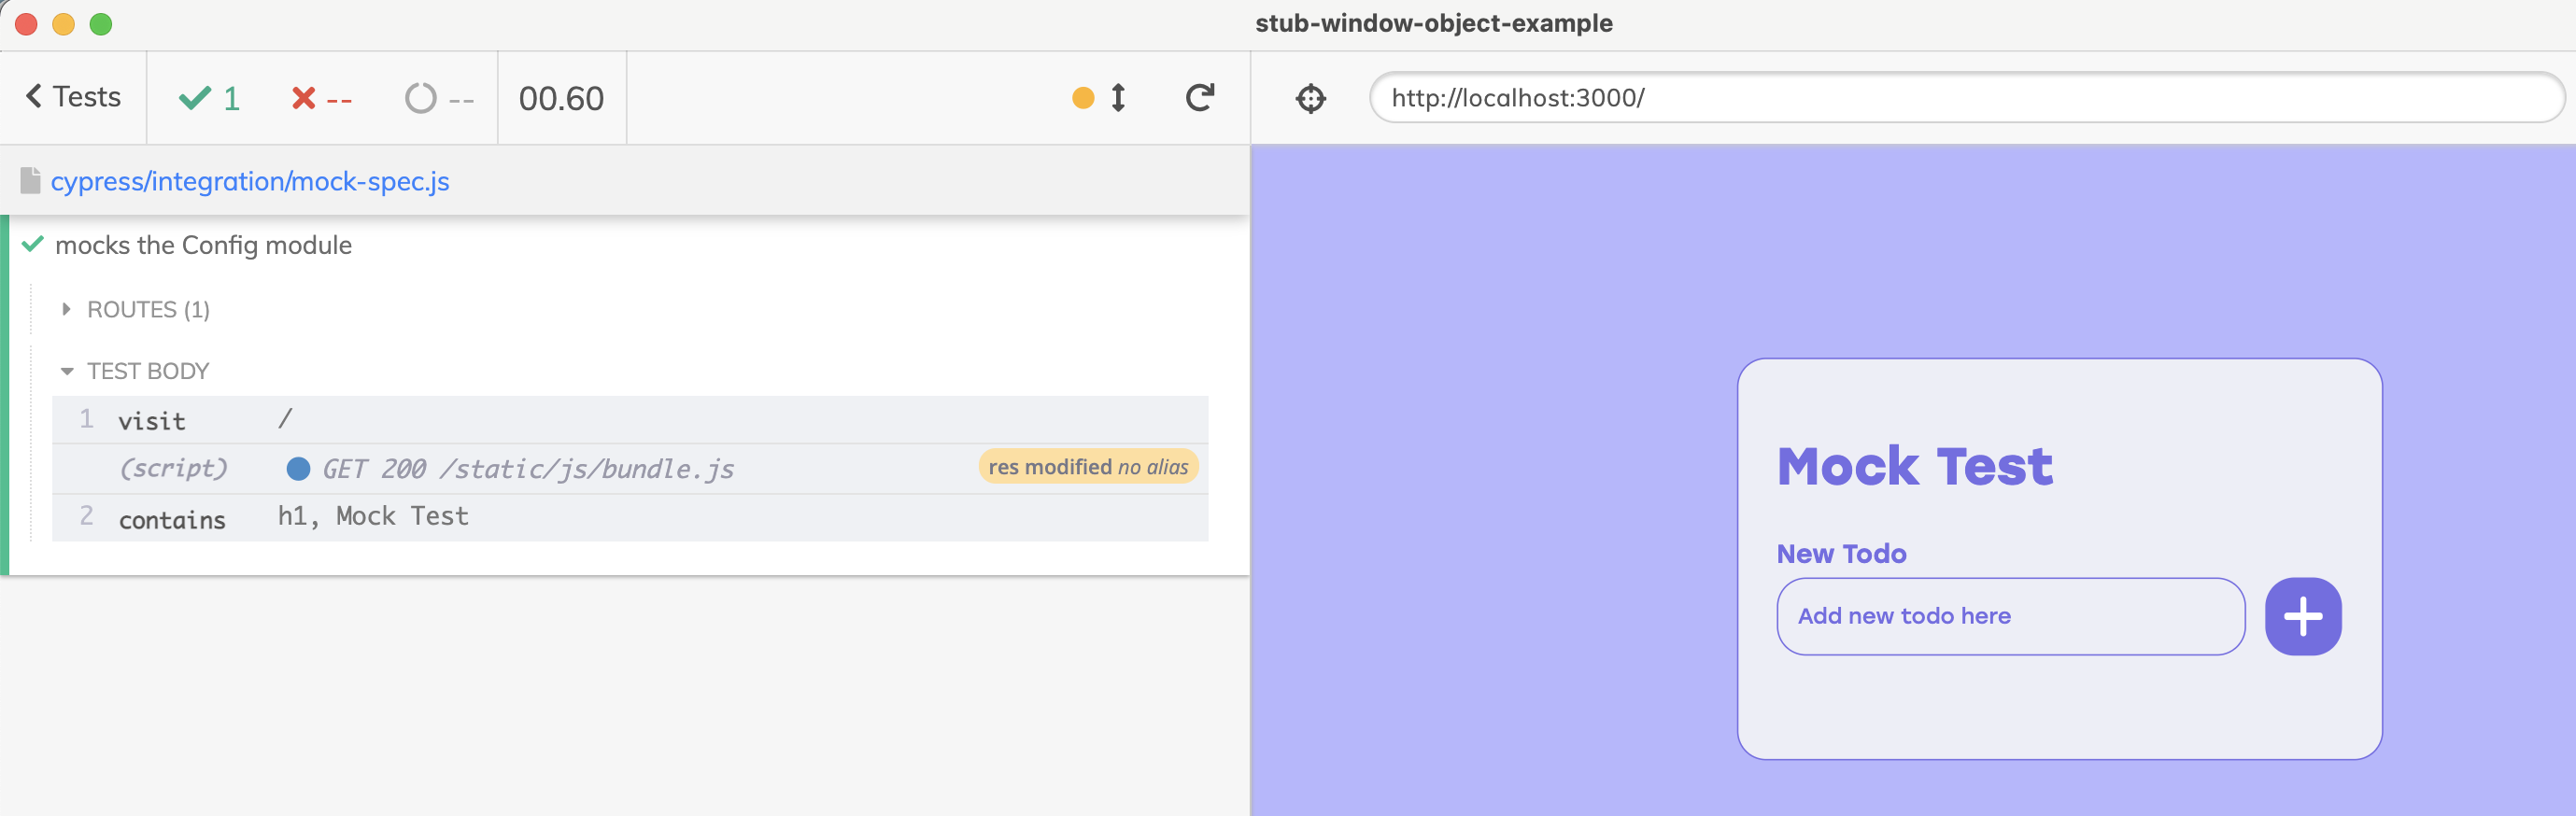 stub-window-object-example
Tests
1
--
--
00.60
http://localhost:3000/
cypress/integration/mock-spec.js
mocks the Config module
ROUTES (1)
TEST BODY
1 visit /
(script) GET 200 /static/js/bundle.js res modified no alias
2 contains h1, Mock Test
Mock Test
New Todo
Add new todo here